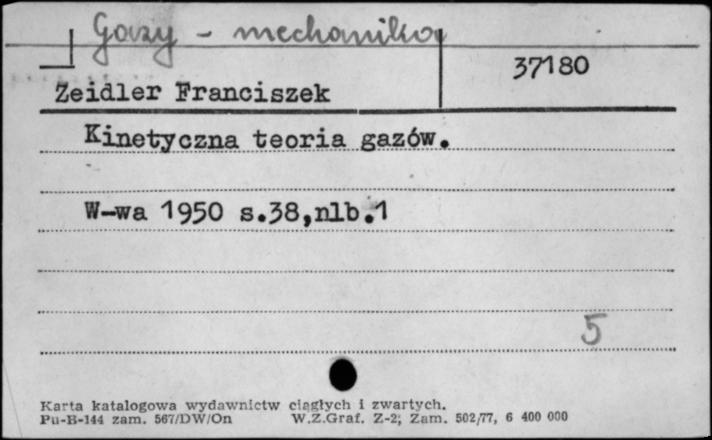 Gazy - mechanika
37180
Zeidler Franciszek
Kinetyczna teoria gazów.
W-wa 1950 s.38,nlb.1
5
Karta katalogowa wydawnictw ciągłych i zwartych.
Pu-B-144 zam. 567/DW/On W.Z.Graf. Z-2; Zam. 502/77, 6 400 000